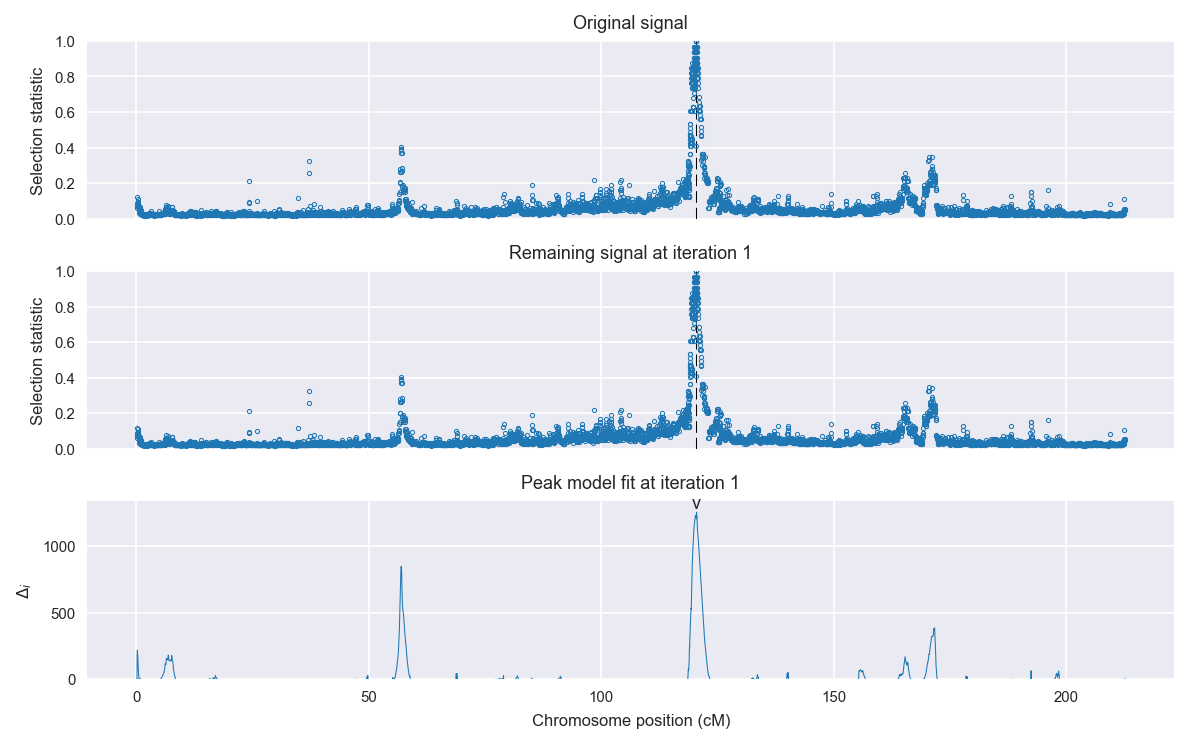 Original signal
1.0
0.8
0.6
0.4
0.2
0.0
Selection statistic
Remaining signal at iteration 1
1.0
0.8
0.6
0.4
0.2
0.0
Selection statistic
Peak model fit at iteration 1
v
1000
500
0
Δi
0 50 100 150 200
Chromosome position (cM)